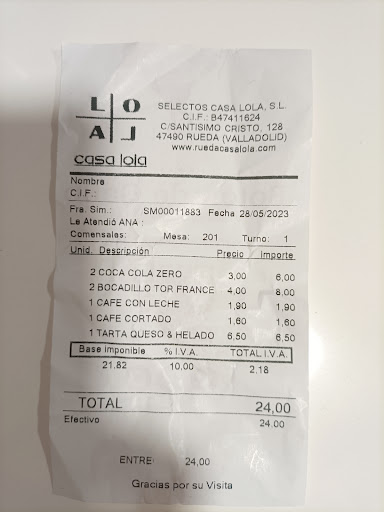 LO
AL
casa lola
SELECTOS CASA LOLA, S.L.
C.I.F.: B47411624
C/SANTISIMO CRISTO, 128
47490 RUEDA (VALLADOLID)
www.ruedacasalola.com
Nombre
C.I.F.:
Fra. Sim.: SM00011883 Fecha 28/05/2023
Le Atendió ANA :
Comensales: Mesa: 201 Turno: 1
Unid. Descripción Precio Importe
2 COCA COLA ZERO 3,00 6,00
2 BOCADILLO TOR FRANCE 4,00 8,00
1 CAFE CON LECHE 1,90 1,90
1 CAFE CORTADO 1,60 1,60
1 TARTA QUESO & HELADO 6,50 6,50
Base Imponible % I.V.A. TOTAL I.V.A.
21,82 10,00 2,18
TOTAL 24,00
Efectivo 24,00
ENTRE: 24,00
Gracias por su Visita